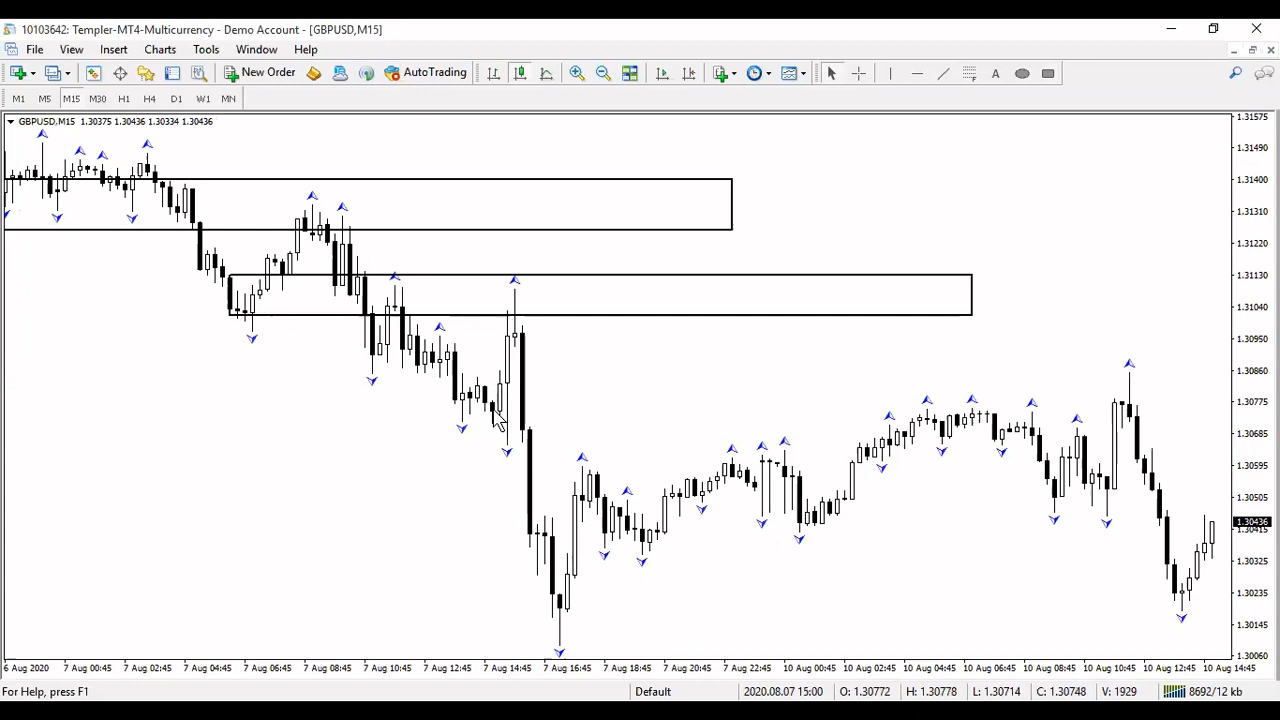 10103642: Templer-MT4-Multicurrency - Demo Account - [GBPUSD,M15]
File View Insert Charts Tools Window Help
New Order AutoTrading A
M1 M5 M15 M30 H1 H4 D1 W1 MN
GBPUSD,M15 1.30375 1.30436 1.30334 1.30436
1.31575
1.31490
1.31400
1.31310
1.31220
1.31130
1.31040
1.30950
1.30860
1.30775
1.30685
1.30595
1.30505
1.30436
1.30415
1.30325
1.30235
1.30145
1.30060
6 Aug 2020 7 Aug 00:45 7 Aug 02:45 7 Aug 04:45 7 Aug 06:45 7 Aug 08:45 7 Aug 10:45 7 Aug 12:45 7 Aug 14:45 7 Aug 16:45 7 Aug 18:45 7 Aug 20:45 7 Aug 22:45 10 Aug 00:45 10 Aug 02:45 10 Aug 04:45 10 Aug 06:45 10 Aug 08:45 10 Aug 10:45 10 Aug 12:45 10 Aug 14:45
For Help, press F1 Default 2020.08.07 15:00 O: 1.30772 H: 1.30778 L: 1.30714 C: 1.30748 V: 1929 8692/12 kb